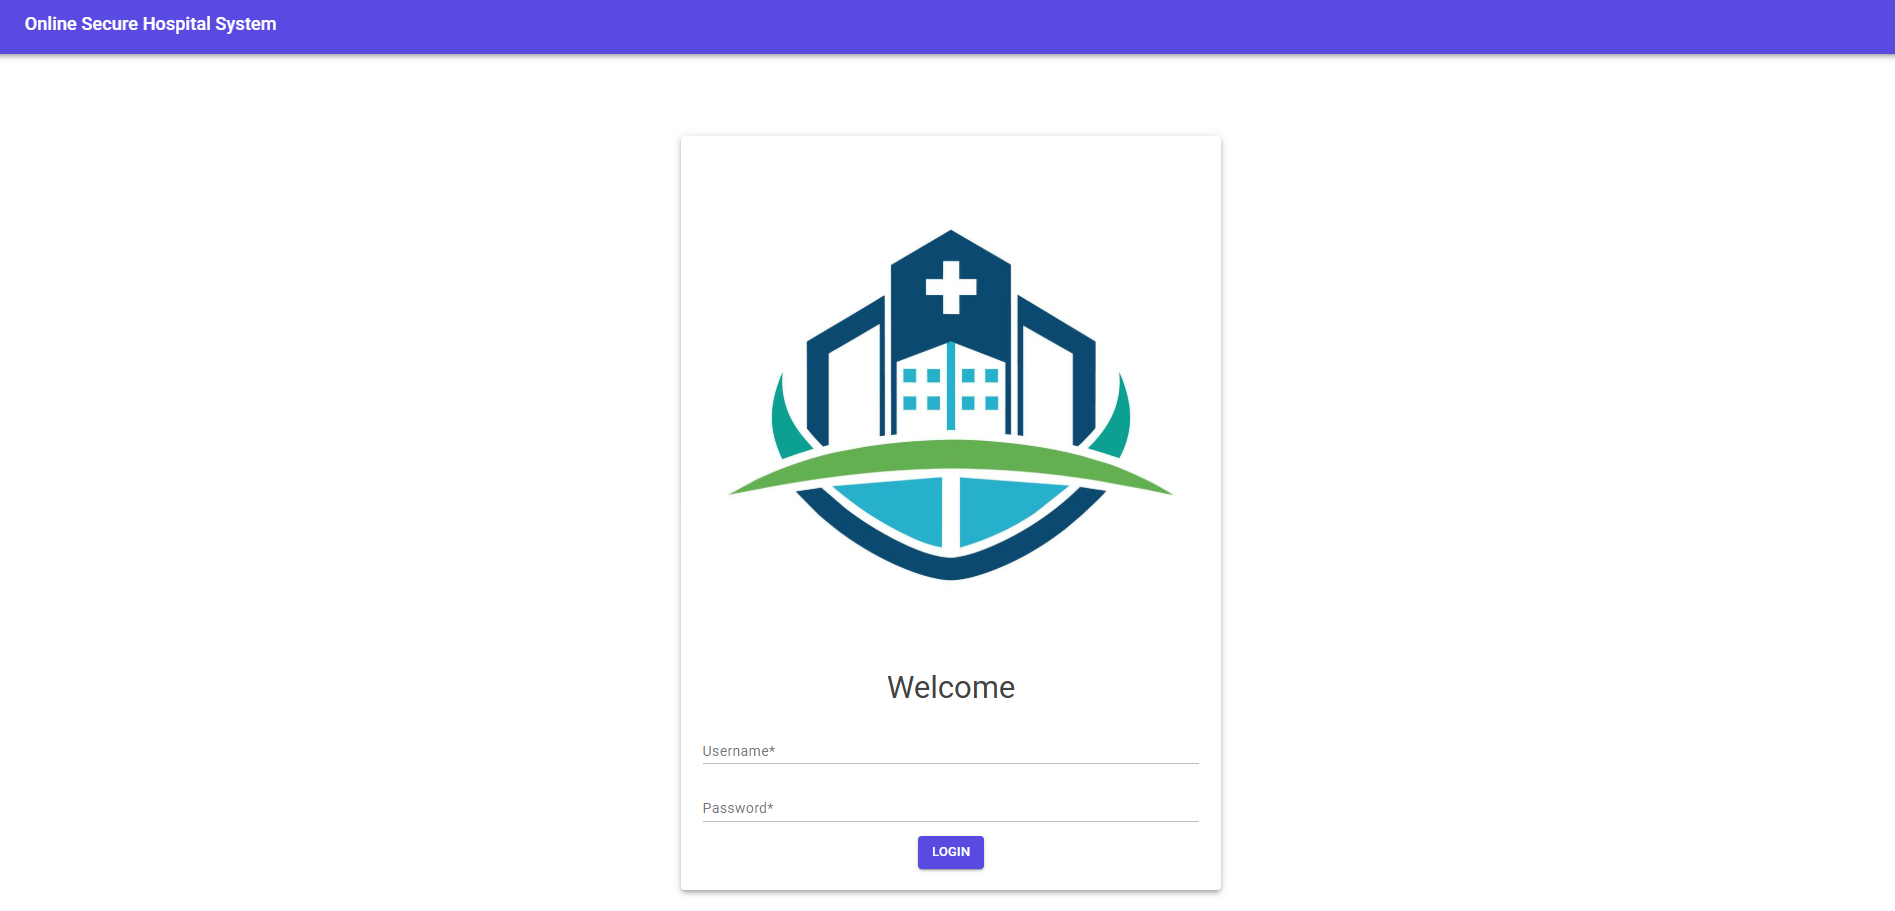 Online Secure Hospital System
Welcome
Username*
Password*
LOGIN